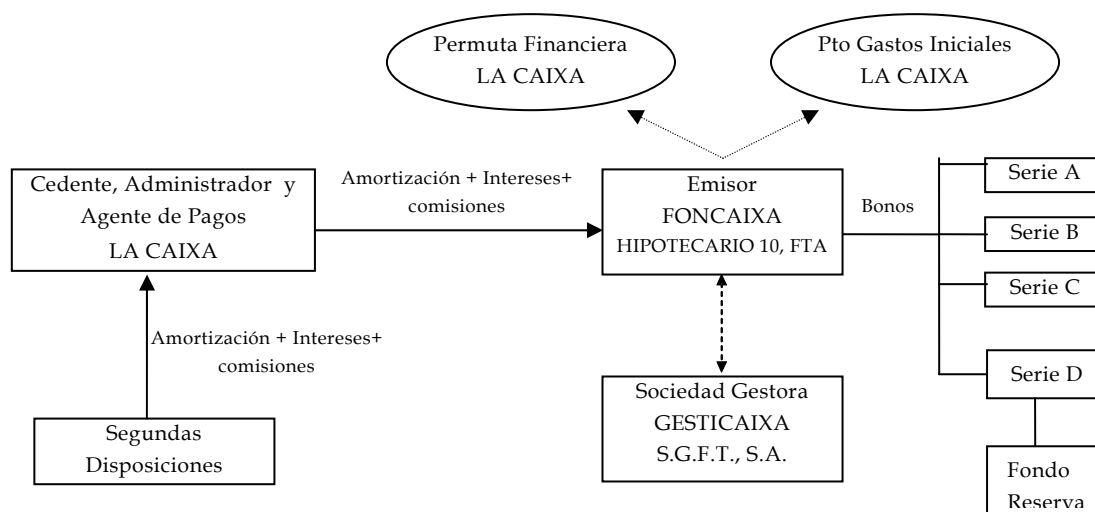 Permuta Financiera
LA CAIXA
Pto Gastos Iniciales
LA CAIXA
Cedente, Administrador y
Agente de Pagos
LA CAIXA
Amortización + Intereses+
comisiones
Emisor
FONCAIXA
HIPOTECARIO 10, FTA
Bonos
Serie A
Serie B
Serie C
Serie D
Fondo
Reserva
Amortización + Intereses+
comisiones
Segundas
Disposiciones
Sociedad Gestora
GESTICAIXA
S.G.F.T., S.A.